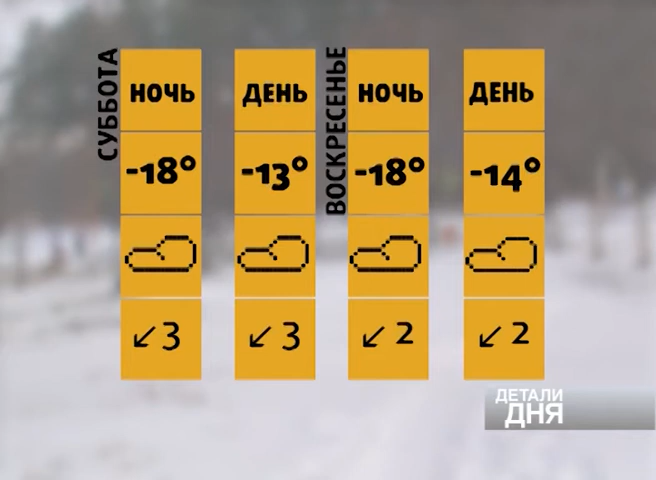 СУББОТА
НОЧЬ ДЕНЬ
-18° -13°
↙3 ↙3
ВОСКРЕСЕНЬЕ
НОЧЬ ДЕНЬ
-18° -14°
↙2 ↙2
ДЕТАЛИ
ДНЯ